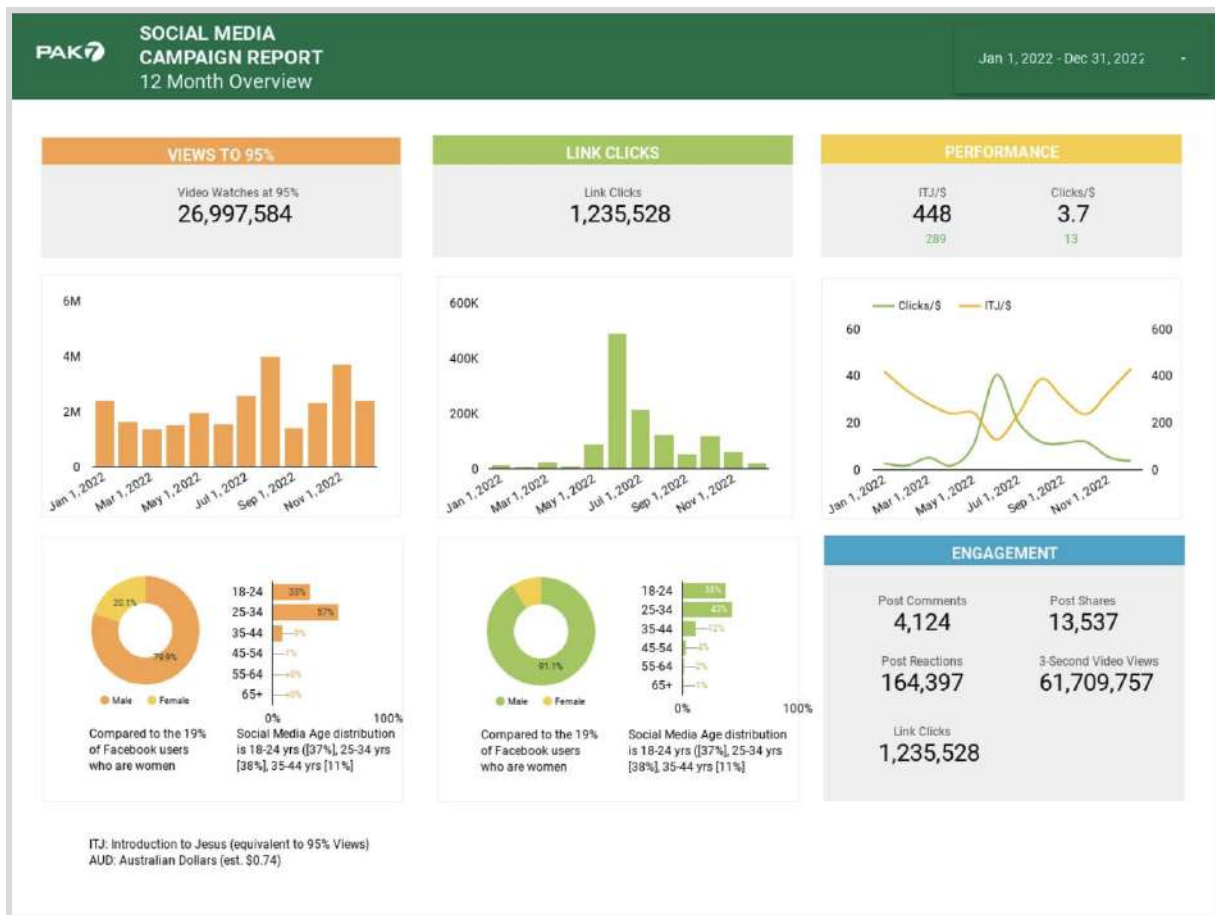 PAK7
SOCIAL MEDIA
CAMPAIGN REPORT
12 Month Overview
Jan 1, 2022 - Dec 31, 2022
VIEWS TO 95%
Video Watches at 95%
26,997,584
LINK CLICKS
Link Clicks
1,235,528
PERFORMANCE
ITJ/$ Clicks/$
448 3.7
289 13
6M
4M
2M
0
Jan 1, 2022 Mar 1, 2022 May 1, 2022 Jul 1, 2022 Sep 1, 2022 Nov 1, 2022
600K
400K
200K
0
Jan 1, 2022 Mar 1, 2022 May 1, 2022 Jul 1, 2022 Sep 1, 2022 Nov 1, 2022
Clicks/$ ITJ/$
60 600
40 400
20 200
0 0
Jan 1, 2022 Mar 1, 2022 May 1, 2022 Jul 1, 2022 Sep 1, 2022 Nov 1, 2022
20.1%
79.9%
Male Female
Compared to the 19%
of Facebook users
who are women
18-24 33%
25-34 57%
35-44
45-54 1%
55-64
65+
0% 100%
Social Media Age distribution
is 18-24 yrs ([37%], 25-34 yrs
[38%], 35-44 yrs [11%]
91.1%
Male Female
Compared to the 19%
of Facebook users
who are women
18-24 38%
25-34 43%
35-44 12%
45-54
55-64 2%
65+ 1%
0% 100%
Social Media Age distribution
is 18-24 yrs ([37%], 25-34 yrs
[38%], 35-44 yrs [11%]
ENGAGEMENT
Post Comments Post Shares
4,124 13,537
Post Reactions 3-Second Video Views
164,397 61,709,757
Link Clicks
1,235,528
ITJ: Introduction to Jesus (equivalent to 95% Views)
AUD: Australian Dollars (est. $0.74)